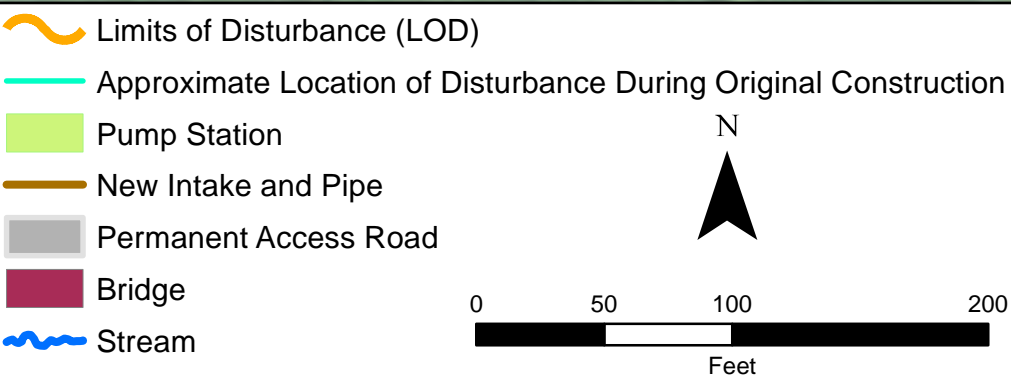 Limits of Disturbance (LOD)
Approximate Location of Disturbance During Original Construction
Pump Station
New Intake and Pipe
Permanent Access Road
Bridge
Stream
N
0 50 100 200
Feet